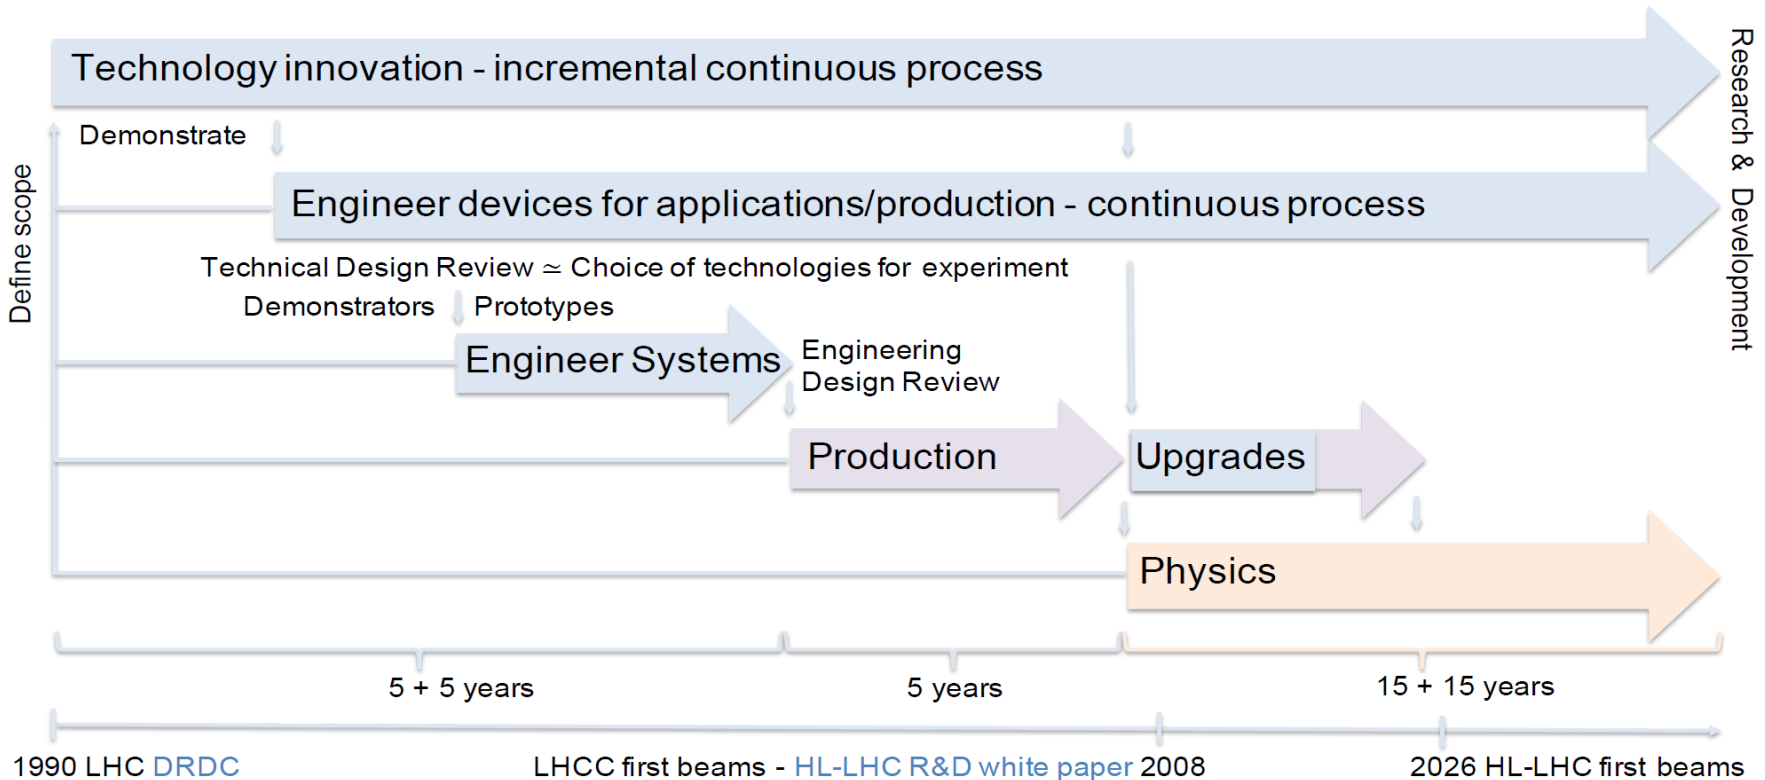 Technology innovation - incremental continuous process
Demonstrate
Engineer devices for applications/production - continuous process
Research & Development
Define scope
Technical Design Review ≃ Choice of technologies for experiment
Demonstrators
Prototypes
Engineer Systems
Engineering
Design Review
Production
Upgrades
Physics
5 + 5 years
5 years
15 + 15 years
1990 LHC DRDC
LHCC first beams - HL-LHC R&D white paper 2008
2026 HL-LHC first beams